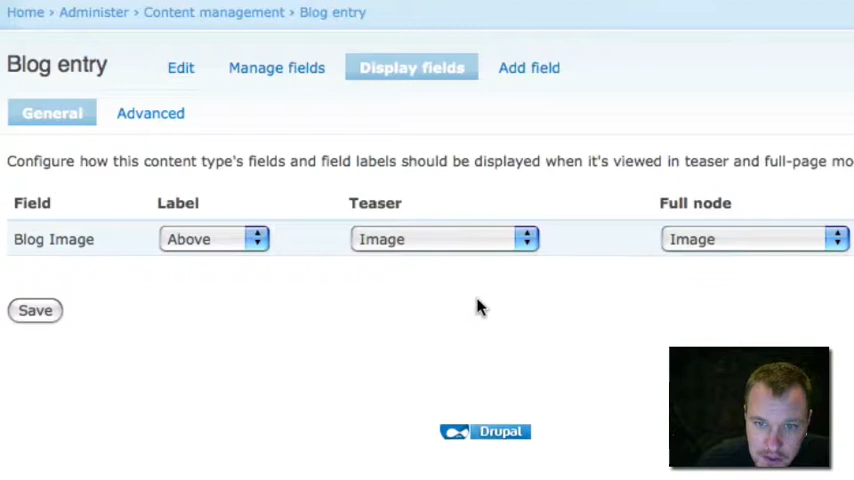 Home › Administer › Content management › Blog entry
Blog entry Edit Manage fields Display fields Add field
General Advanced
Configure how this content type's fields and field labels should be displayed when it's viewed in teaser and full-page mo
Field Label Teaser Full node
Blog Image Above Image Image
Save
Drupal